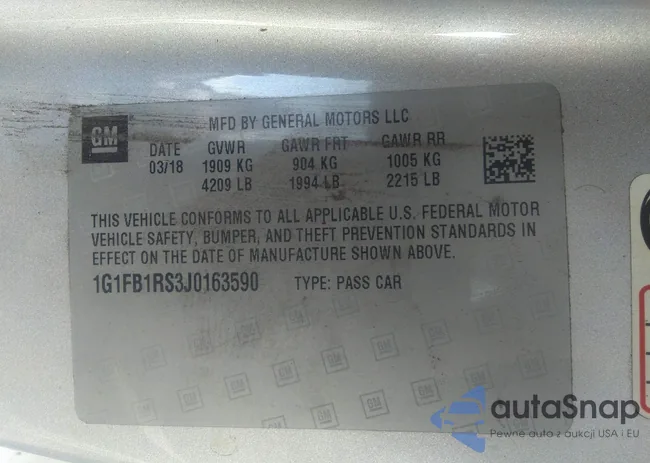 GM
MFD BY GENERAL MOTORS LLC
DATE GVWR GAWR FRT GAWR RR
03/18 1909 KG 904 KG 1005 KG
4209 LB 1994 LB 2215 LB
THIS VEHICLE CONFORMS TO ALL APPLICABLE U.S. FEDERAL MOTOR
VEHICLE SAFETY, BUMPER, AND THEFT PREVENTION STANDARDS IN
EFFECT ON THE DATE OF MANUFACTURE SHOWN ABOVE.
1G1FB1RS3J0163590 TYPE: PASS CAR
autaSnap
Pewne auta z aukcji USA i EU